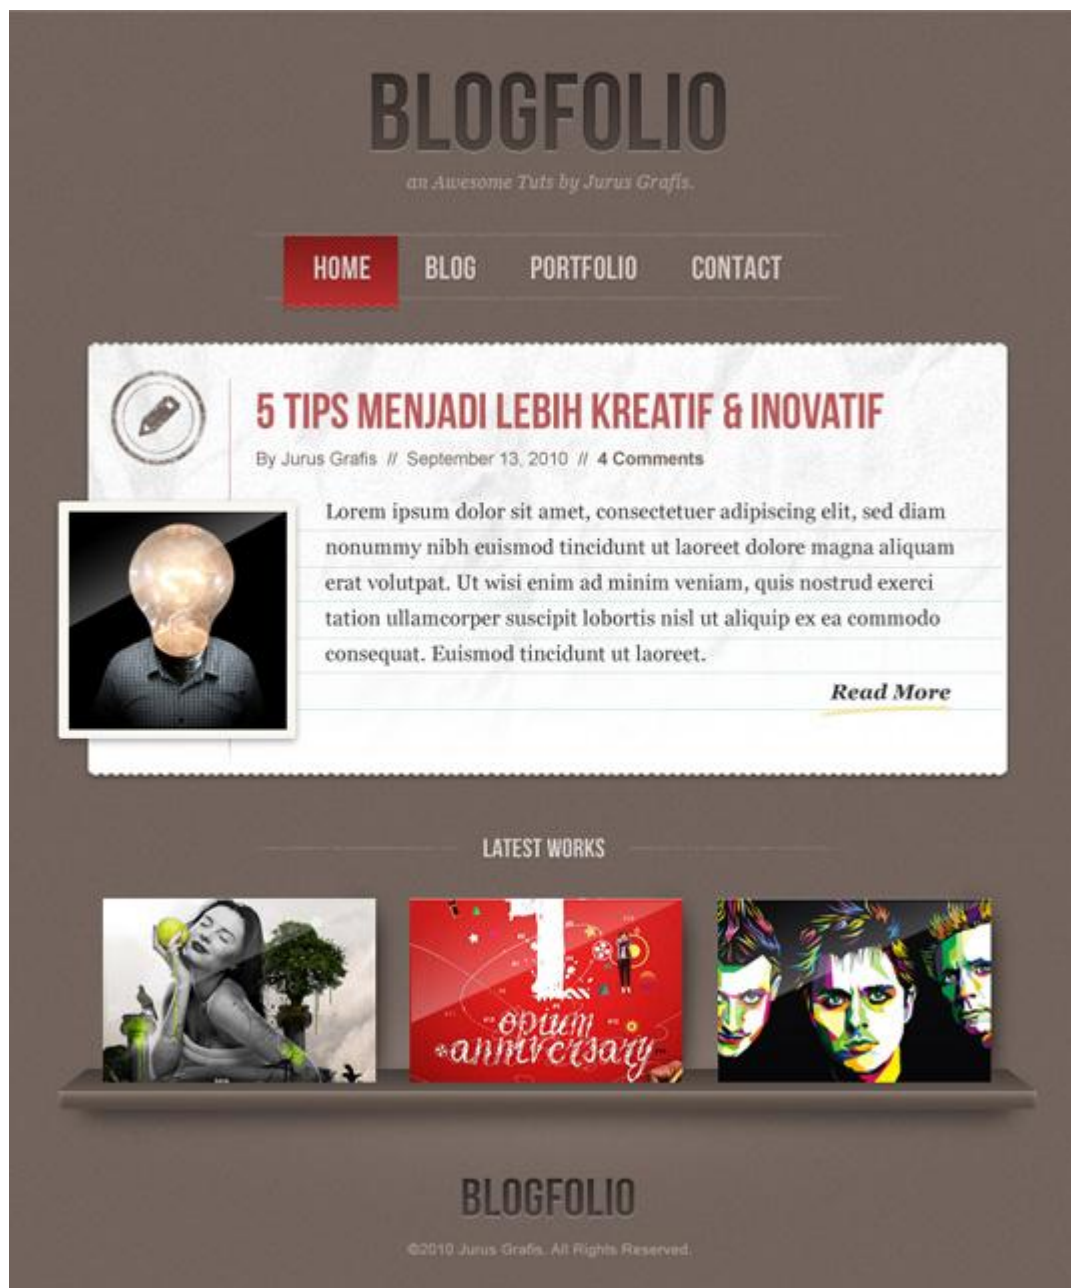 BLOGFOLIO
an Awesome Tuts by Jurus Grafis.
HOME BLOG PORTFOLIO CONTACT
5 TIPS MENJADI LEBIH KREATIF & INOVATIF
By Jurus Grafis // September 13, 2010 // 4 Comments
Lorem ipsum dolor sit amet, consectetuer adipiscing elit, sed diam
nonummy nibh euismod tincidunt ut laoreet dolore magna aliquam
erat volutpat. Ut wisi enim ad minim veniam, quis nostrud exerci
tation ullamcorper suscipit lobortis nisl ut aliquip ex ea commodo
consequat. Euismod tincidunt ut laoreet.
Read More
LATEST WORKS
1
opium
anniversary
BLOGFOLIO
©2010 Jurus Grafis. All Rights Reserved.